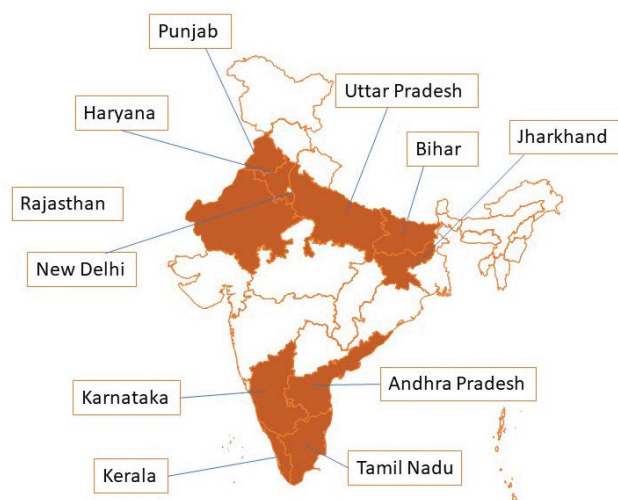 Punjab
Uttar Pradesh
Haryana
Jharkhand
Bihar
Rajasthan
New Delhi
Karnataka
Andhra Pradesh
Kerala
Tamil Nadu